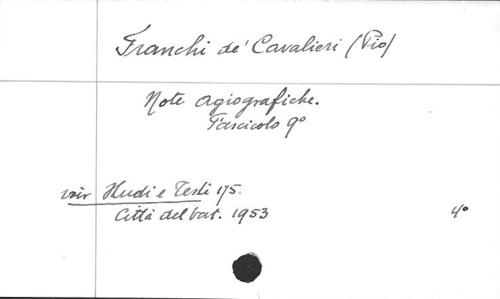 Franchi de' Cavalieri (Pio)
Note agiografiche.
Fascicolo 9°
voir Studi e Testi 175.
Città del Vat. 1953
4°